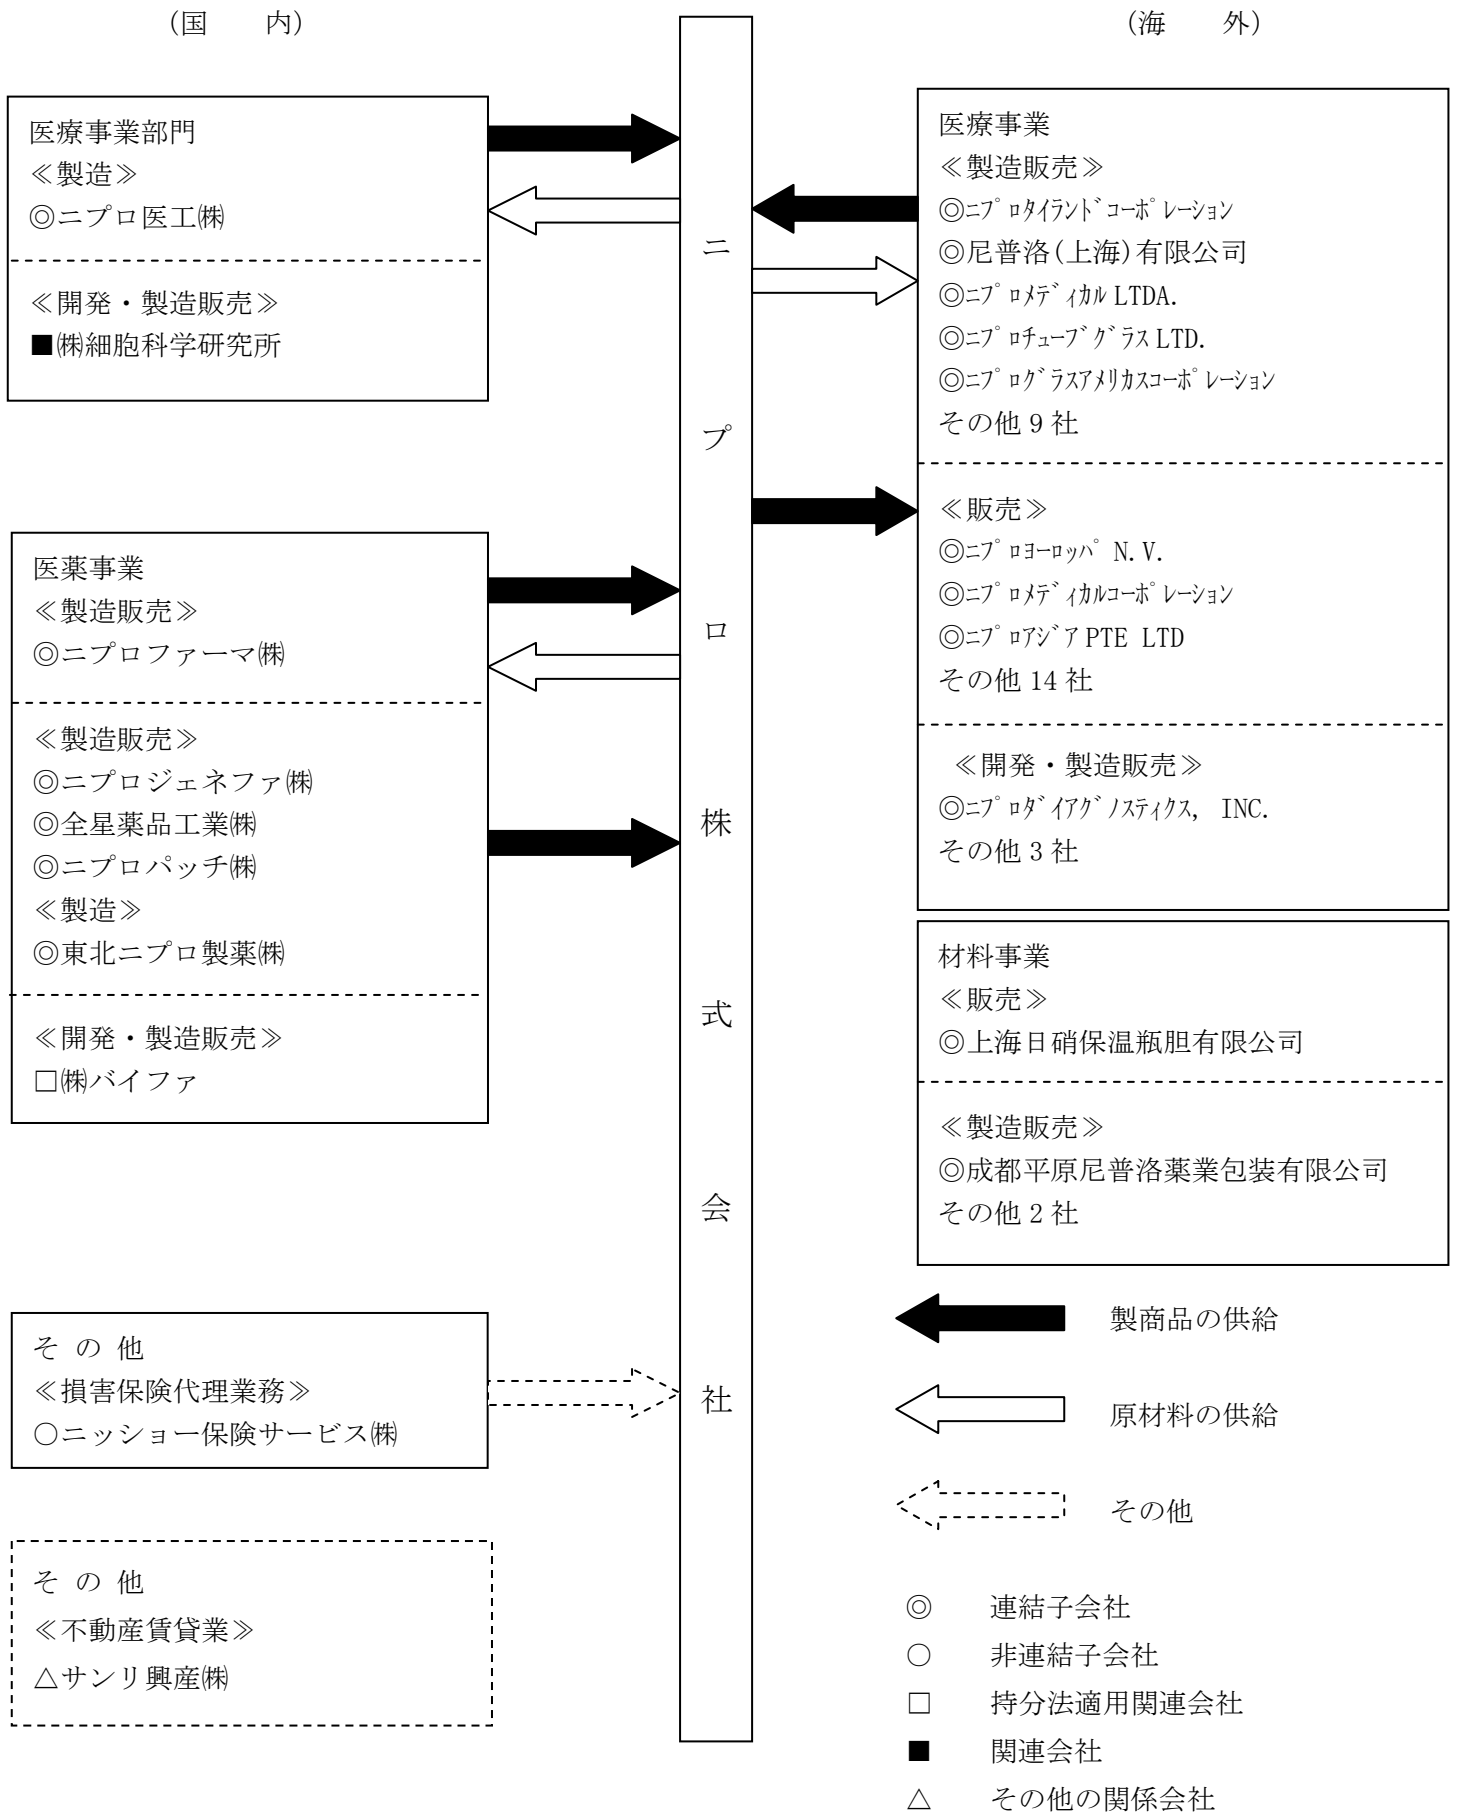 (国　　内)
医療事業部門
≪製造≫
◎ニプロ医工㈱
≪開発・製造販売≫
■㈱細胞科学研究所
医薬事業
≪製造販売≫
◎ニプロファーマ㈱
≪製造販売≫
◎ニプロジェネファ㈱
◎全星薬品工業㈱
◎ニプロパッチ㈱
≪製造≫
◎東北ニプロ製薬㈱
≪開発・製造販売≫
□㈱バイファ
そ の 他
≪損害保険代理業務≫
○ニッショー保険サービス㈱
そ の 他
≪不動産賃貸業≫
△サンリ興産㈱
ニプロ株式会社
(海　　外)
医療事業
≪製造販売≫
◎ﾆﾌﾟﾛﾀｲﾗﾝﾄﾞｺｰﾎﾟﾚｰｼｮﾝ
◎尼普洛(上海)有限公司
◎ﾆﾌﾟﾛﾒﾃﾞｨｶﾙ LTDA.
◎ﾆﾌﾟﾛﾁｭｰﾌﾞｸﾞﾗｽ LTD.
◎ﾆﾌﾟﾛｸﾞﾗｽｱﾒﾘｶｽｺｰﾎﾟﾚｰｼｮﾝ
その他 9 社
≪販売≫
◎ﾆﾌﾟﾛﾖｰﾛｯﾊﾟ N.V.
◎ﾆﾌﾟﾛﾒﾃﾞｨｶﾙｺｰﾎﾟﾚｰｼｮﾝ
◎ﾆﾌﾟﾛｱｼﾞｱ PTE LTD
その他 14 社
≪開発・製造販売≫
◎ﾆﾌﾟﾛﾀﾞｲｱｸﾞﾉｽﾃｨｸｽ, INC.
その他 3 社
材料事業
≪販売≫
◎上海日硝保温瓶胆有限公司
≪製造販売≫
◎成都平原尼普洛薬業包装有限公司
その他 2 社
製商品の供給
原材料の供給
その他
◎　連結子会社
○　非連結子会社
□　持分法適用関連会社
■　関連会社
△　その他の関係会社